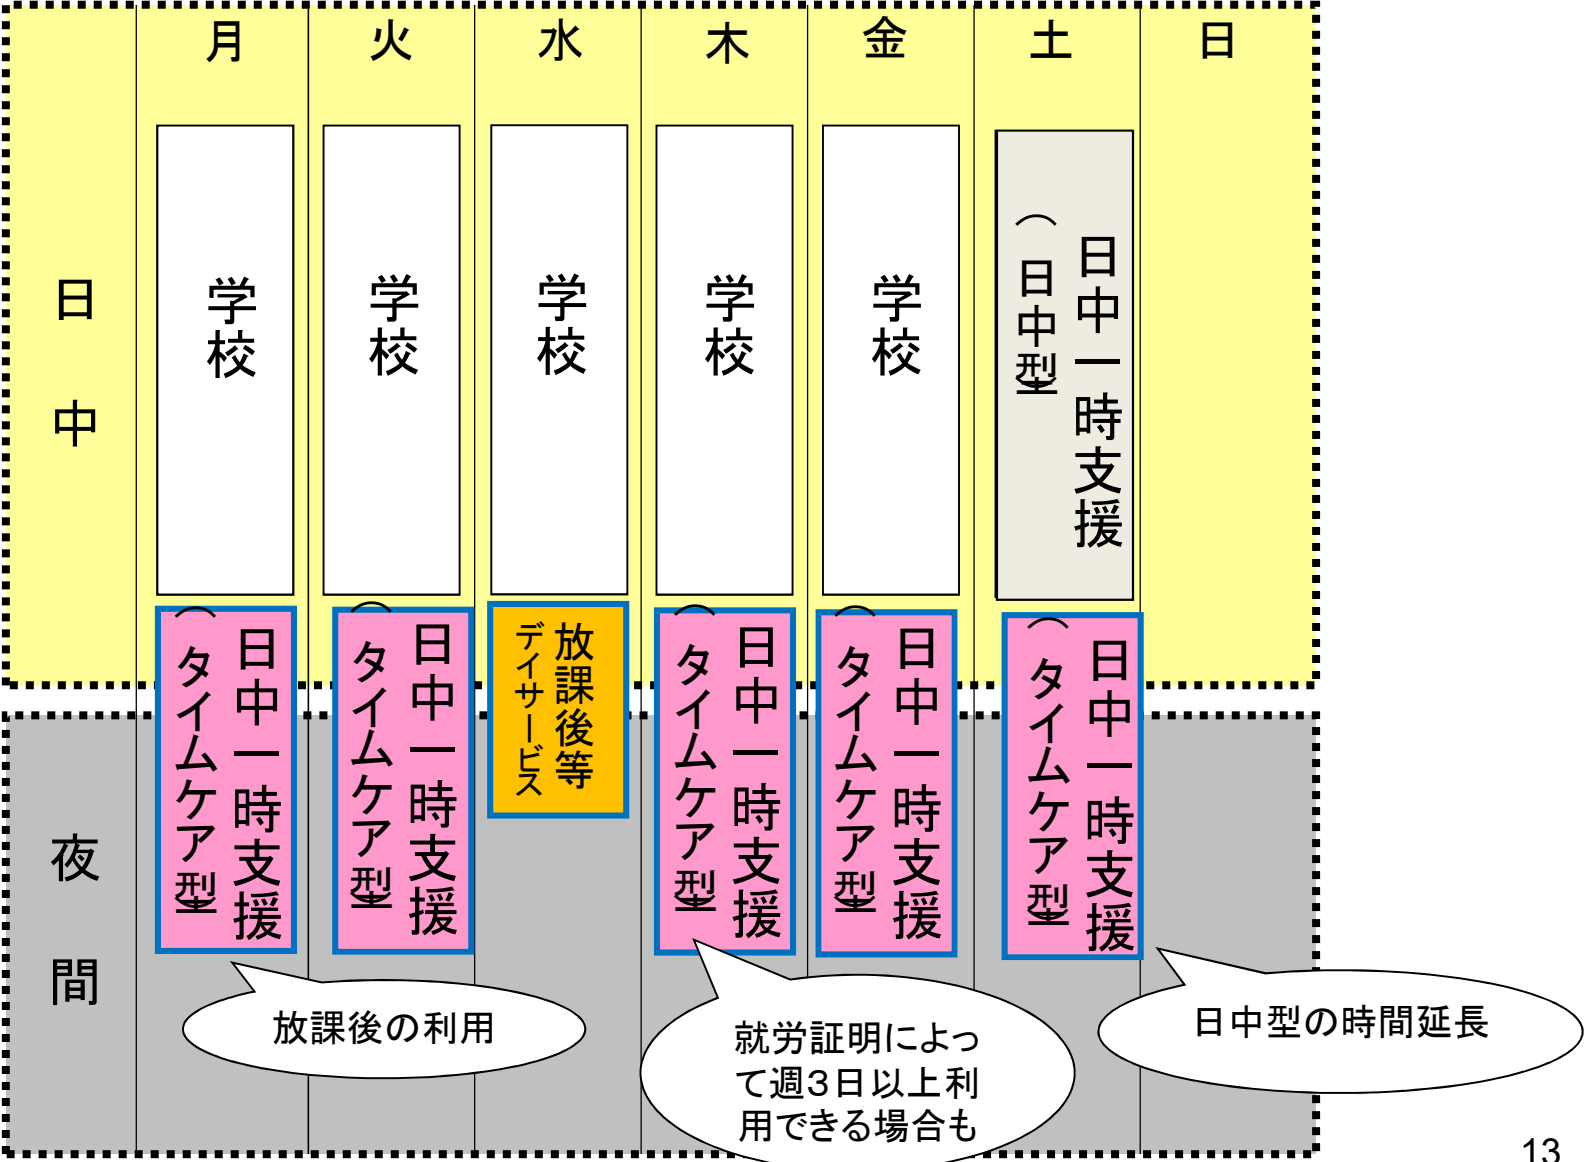 月
火
水
木
金
土
日
日中
学校
学校
学校
学校
学校
日中一時支援
（日中型）
夜間
日中一時支援
（タイムケア型）
日中一時支援
（タイムケア型）
放課後等
デイサービス
日中一時支援
（タイムケア型）
日中一時支援
（タイムケア型）
日中一時支援
（タイムケア型）
放課後の利用
就労証明によっ
て週３日以上利
用できる場合も
日中型の時間延長
13